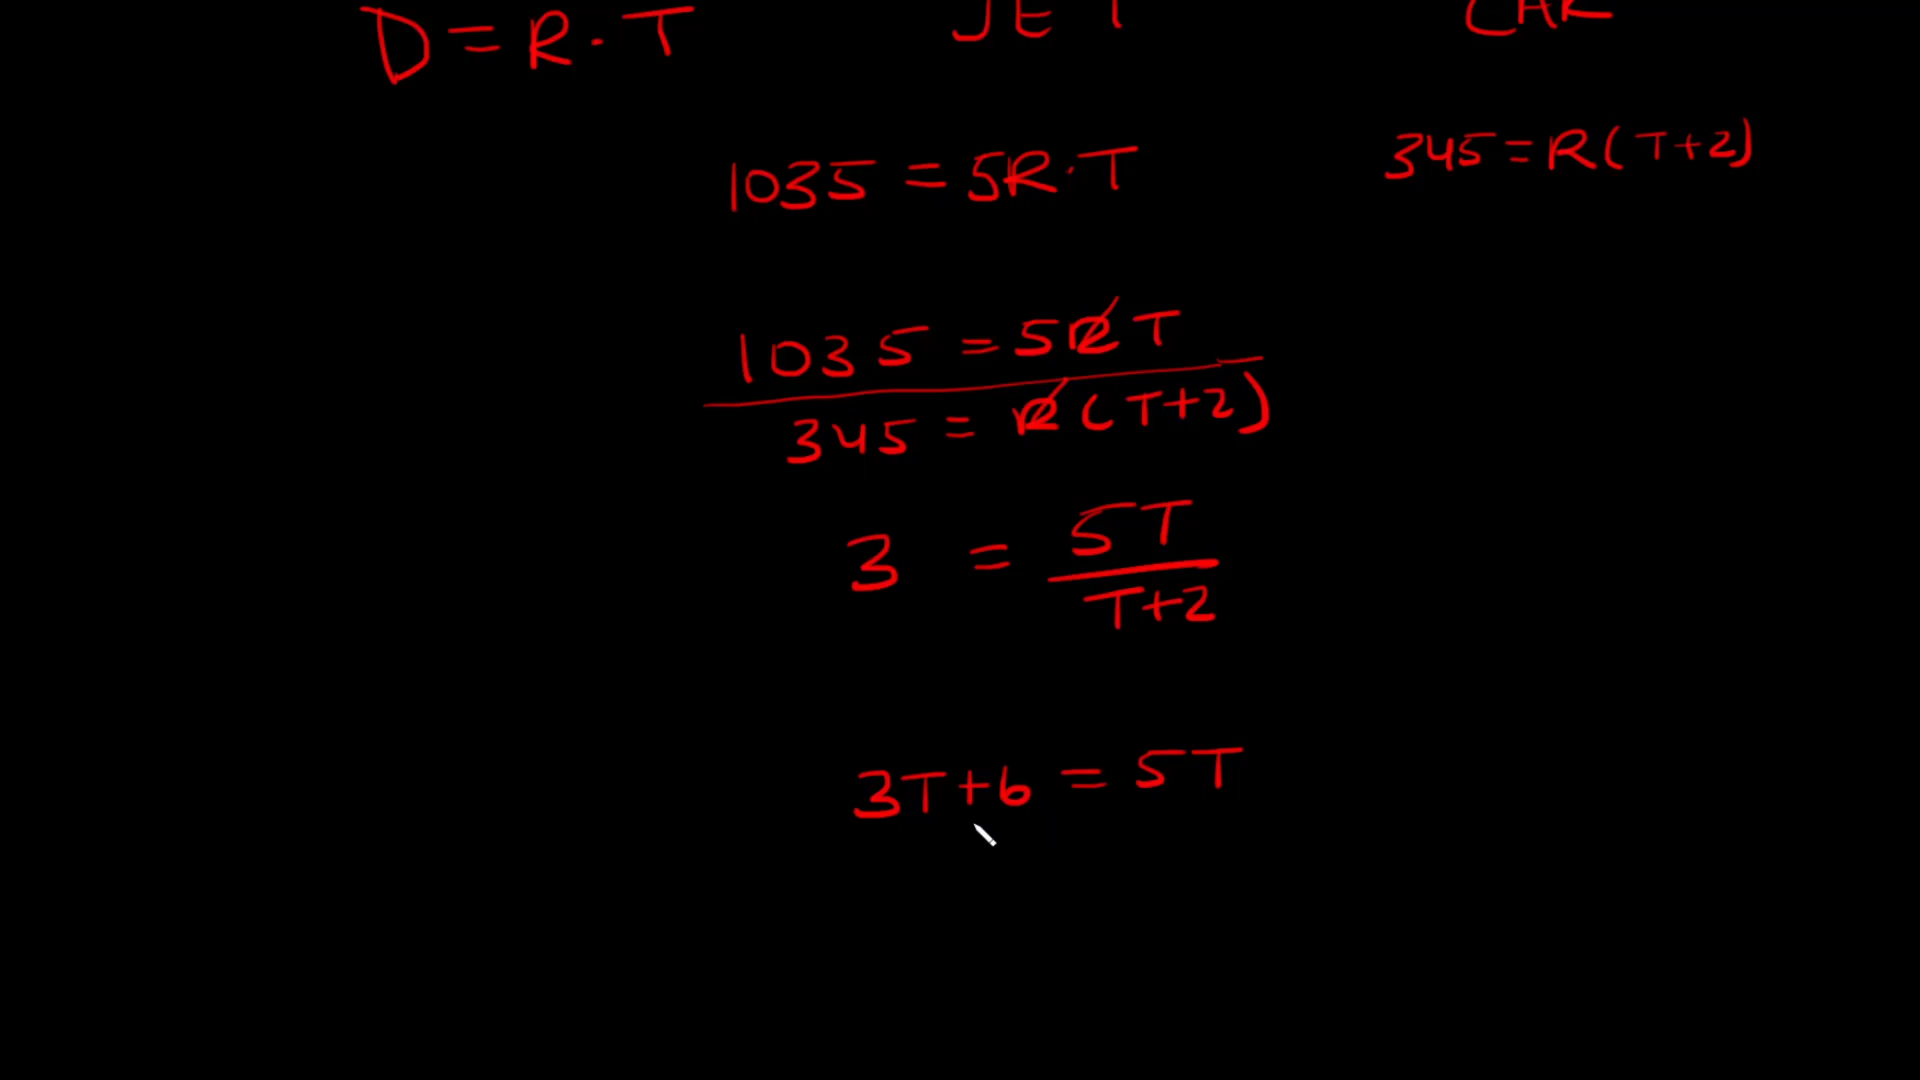 D = R · T
JET
CAR
1035 = 5R · T
345 = R(T+2)
1035 = 5RT
345 = R(T+2)
3 = 5T
T+2
3T+6 = 5T